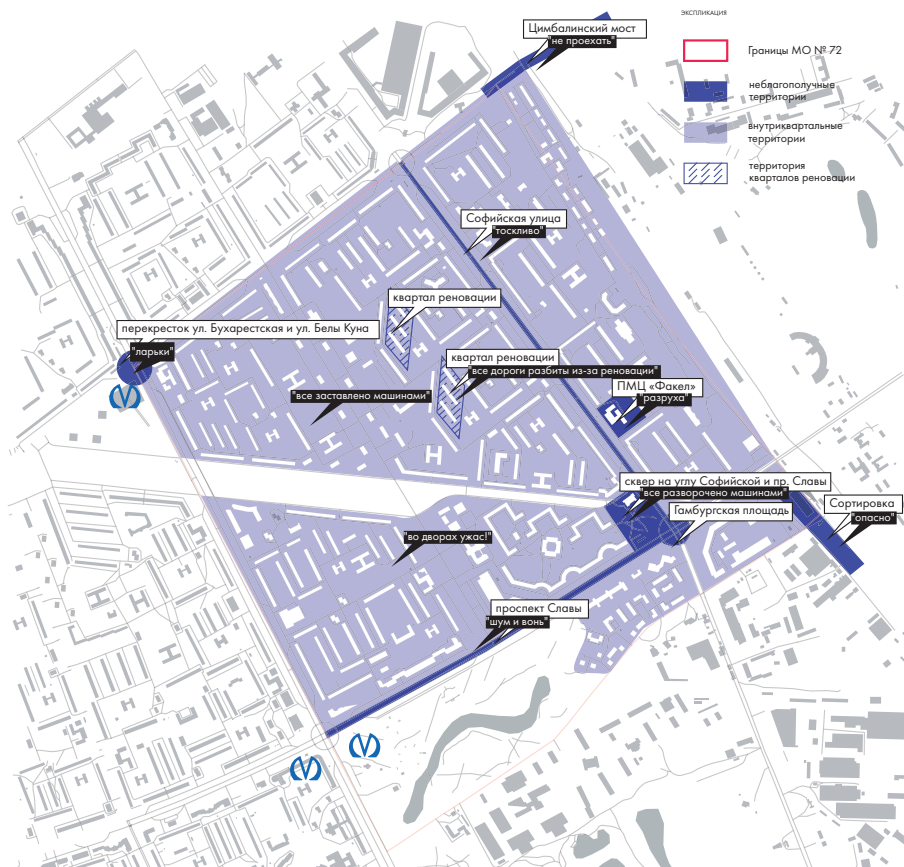 ЭКСПЛИКАЦИЯ
Границы МО № 72
неблагополучные
территории
внутриквартальные
территории
территория
кварталов реновации
Цимбалинский мост
"не проехать"
Софийская улица
"тоскливо"
квартал реновации
перекресток ул. Бухарестская и ул. Белы Куна
"ларьки"
квартал реновации
"все дороги разбиты из-за реновации"
"все заставлено машинами"
ПМЦ «Факел»
"разруха"
сквер на углу Софийской и пр. Славы
"все разворочено машинами"
Гамбургская площадь
Сортировка
"опасно"
"во дворах ужас!"
проспект Славы
"шум и вонь"